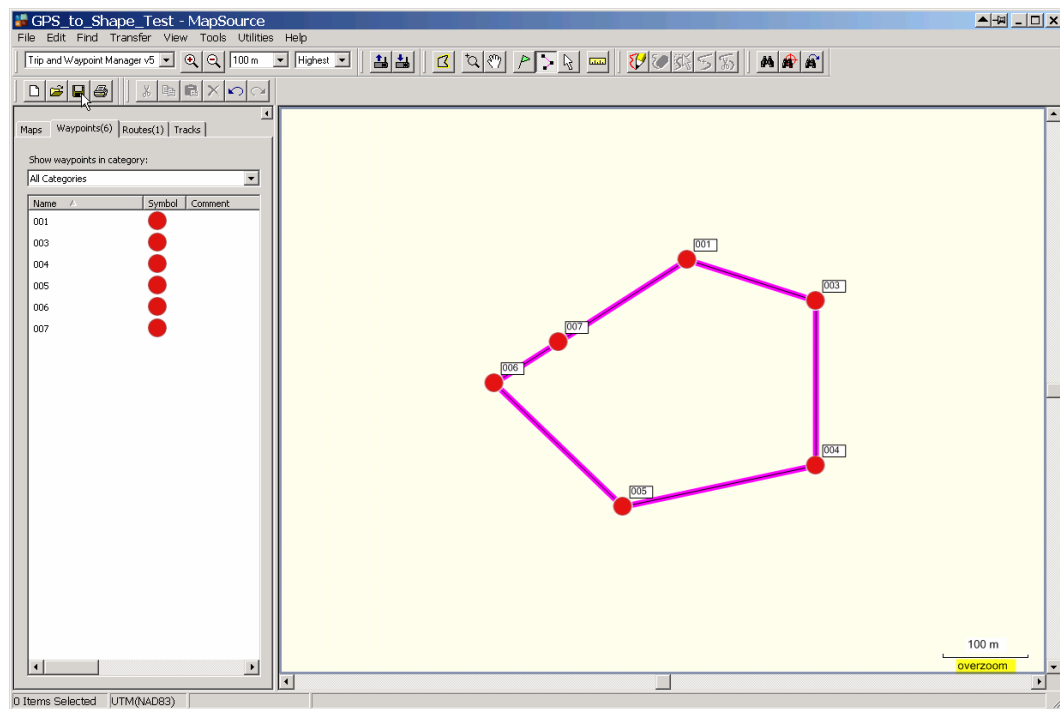 GPS_to_Shape_Test - MapSource
File Edit Find Transfer View Tools Utilities Help
Trip and Waypoint Manager v5 100 m Highest
Maps Waypoints(6) Routes(1) Tracks
Show waypoints in category:
All Categories
Name Symbol Comment
001
003
004
005
006
007
001
003
007
006
004
005
100 m
overzoom
0 Items Selected UTM(NAD83)